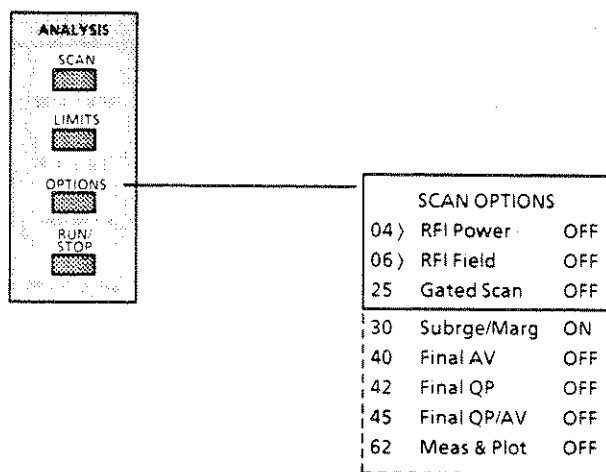 ANALYSIS
SCAN
LIMITS
OPTIONS
RUN/
STOP
SCAN OPTIONS
04 ) RFI Power OFF
06 ) RFI Field OFF
25 Gated Scan OFF
30 Subrge/Marg ON
40 Final AV OFF
42 Final QP OFF
45 Final QP/AV OFF
62 Meas & Plot OFF